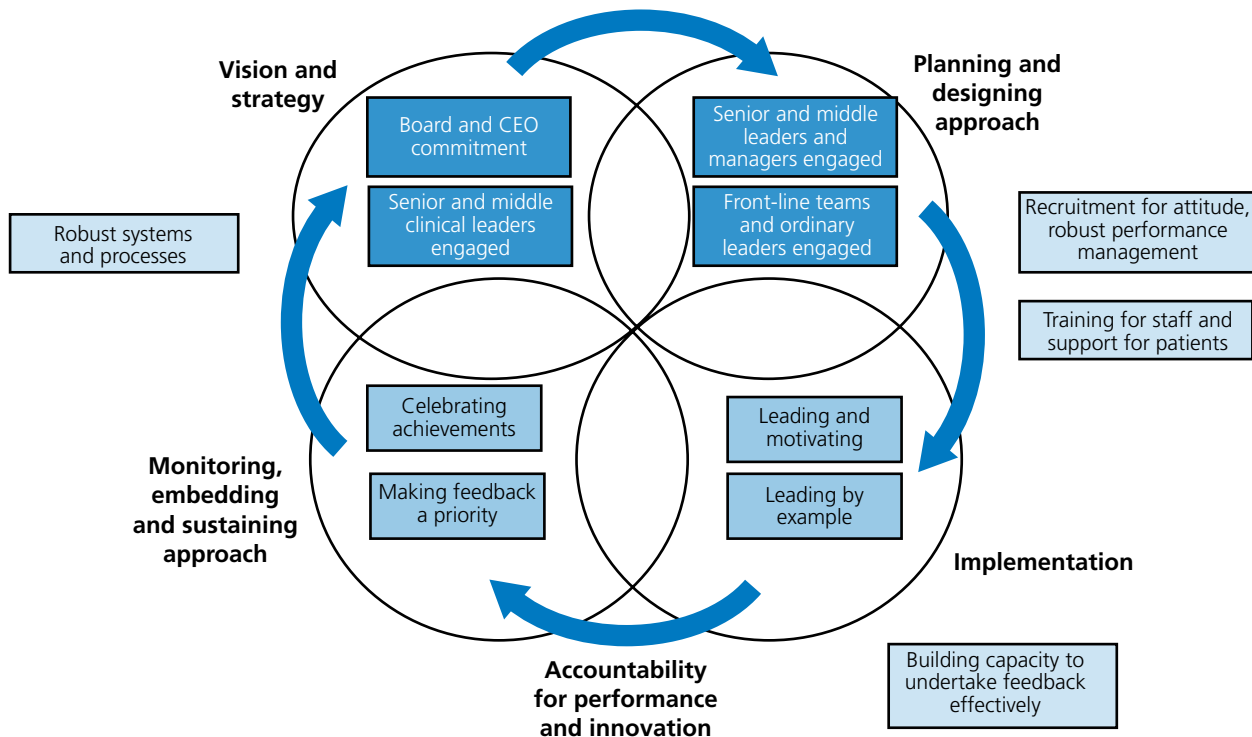 Vision and
strategy
Board and CEO
commitment
Senior and middle
clinical leaders
engaged
Senior and middle
leaders and
managers engaged
Front-line teams
and ordinary
leaders engaged
Planning and
designing
approach
Robust systems
and processes
Recruitment for attitude,
robust performance
management
Training for staff and
support for patients
Celebrating
achievements
Making feedback
a priority
Leading and
motivating
Leading by
example
Monitoring,
embedding
and sustaining
approach
Implementation
Accountability
for performance
and innovation
Building capacity to
undertake feedback
effectively